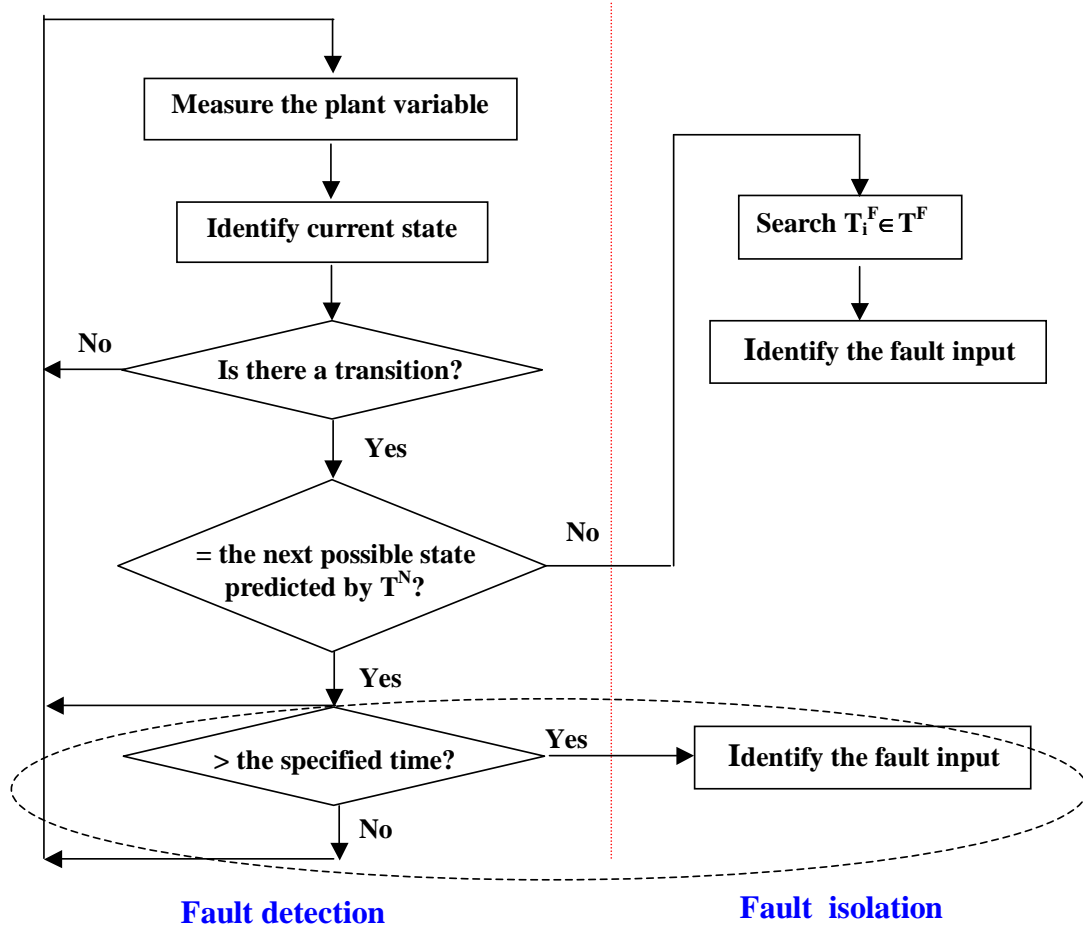 Measure the plant variable
Identify current state
No
Is there a transition?
Yes
= the next possible state
predicted by T^N?
No
Search T_i^F ∈ T^F
Identify the fault input
Yes
> the specified time?
Yes
Identify the fault input
No
Fault detection
Fault isolation